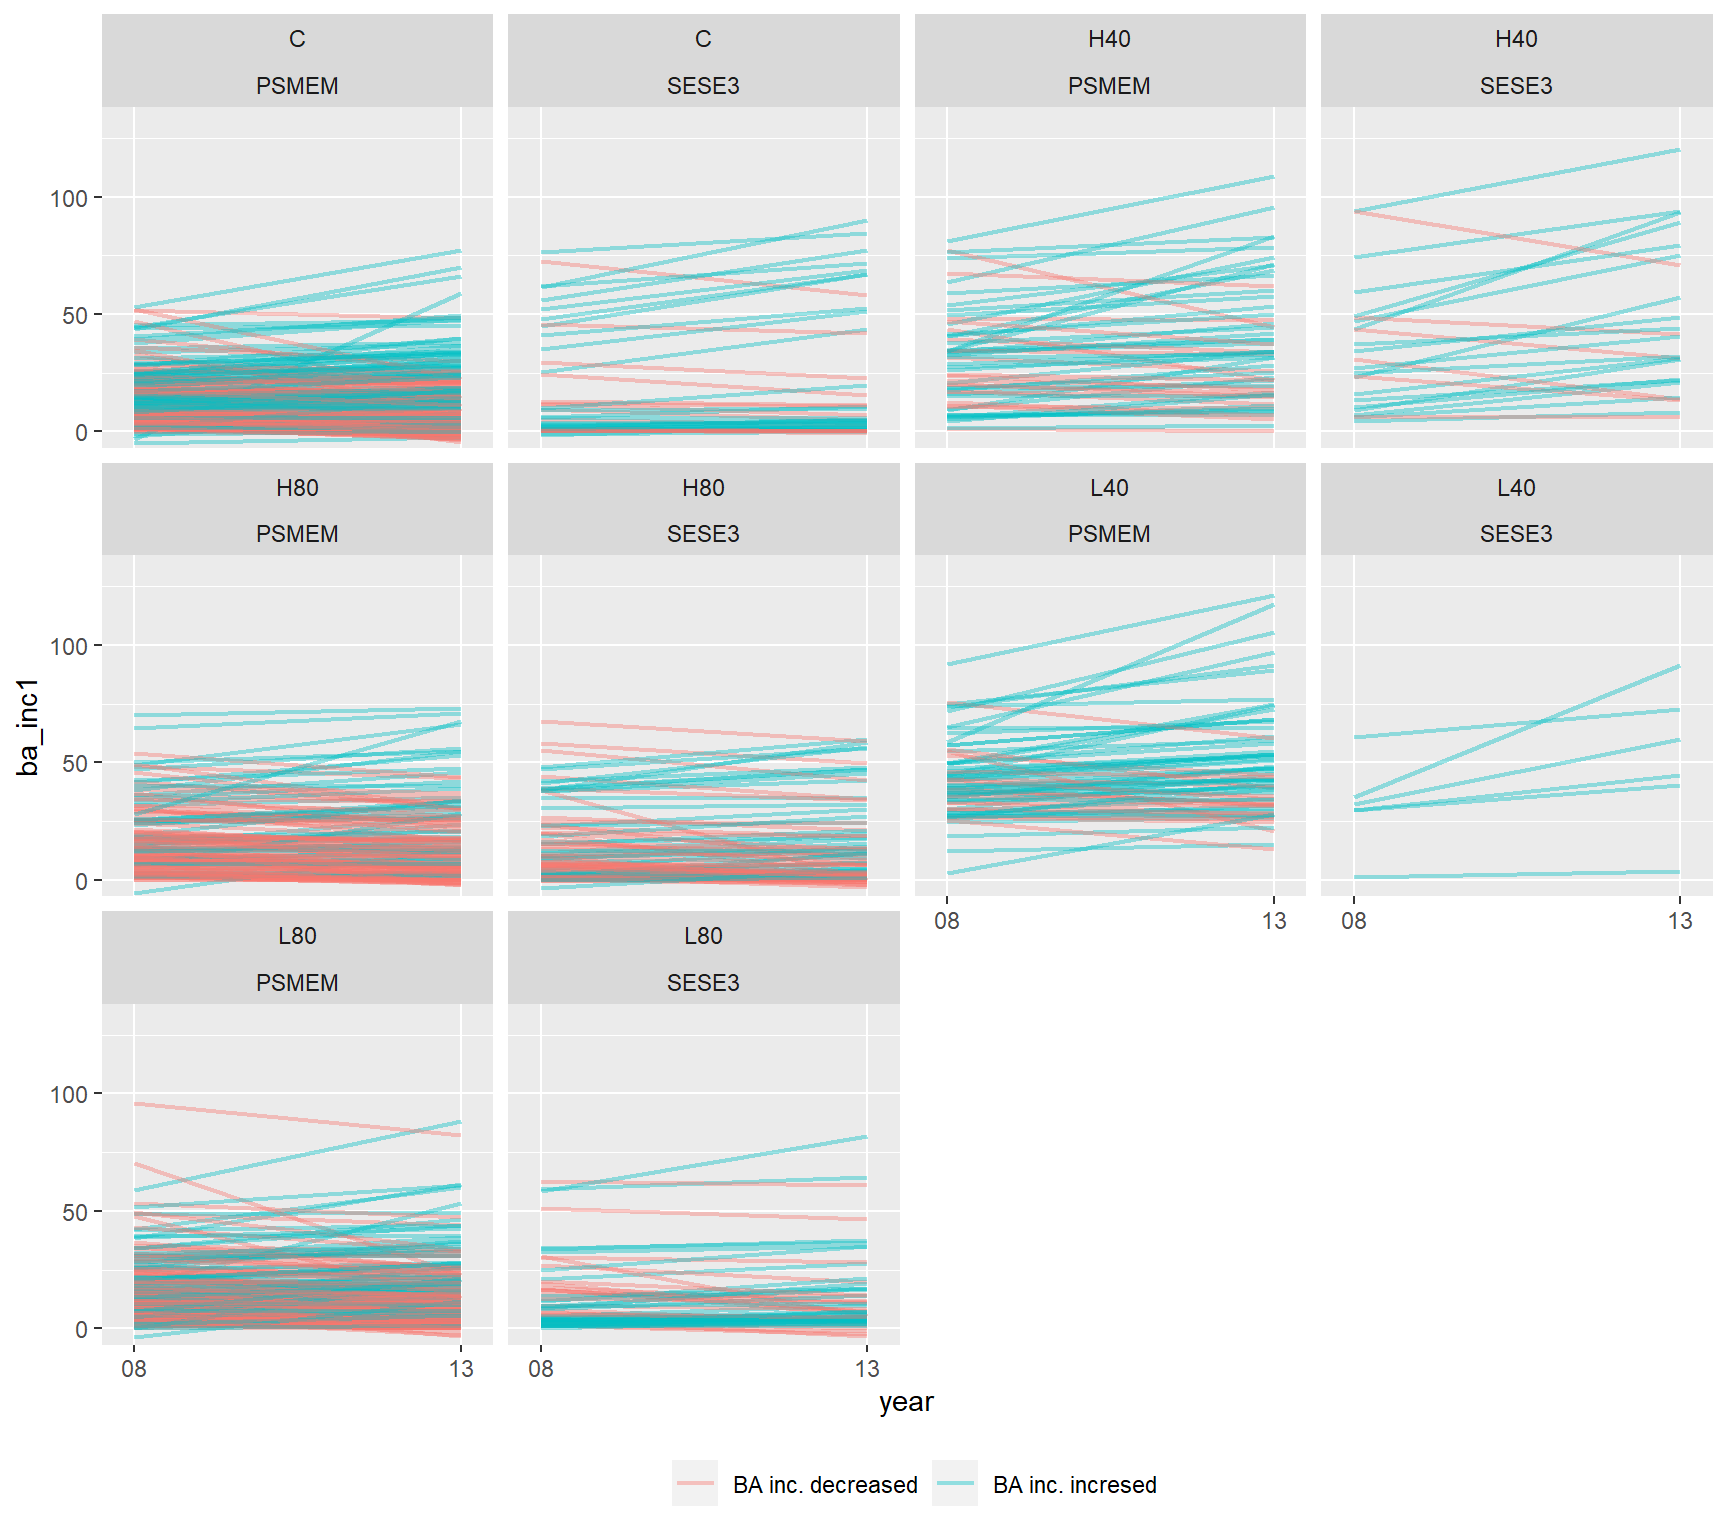 C C H40 H40
PSMEM SESE3 PSMEM SESE3
100
50
0
H80 H80 L40 L40
PSMEM SESE3 PSMEM SESE3
100
50
0
ba_inc1
08 13 08 13
L80 L80
PSMEM SESE3
100
50
0
08 13 08 13
year
BA inc. decreased BA inc. incresed